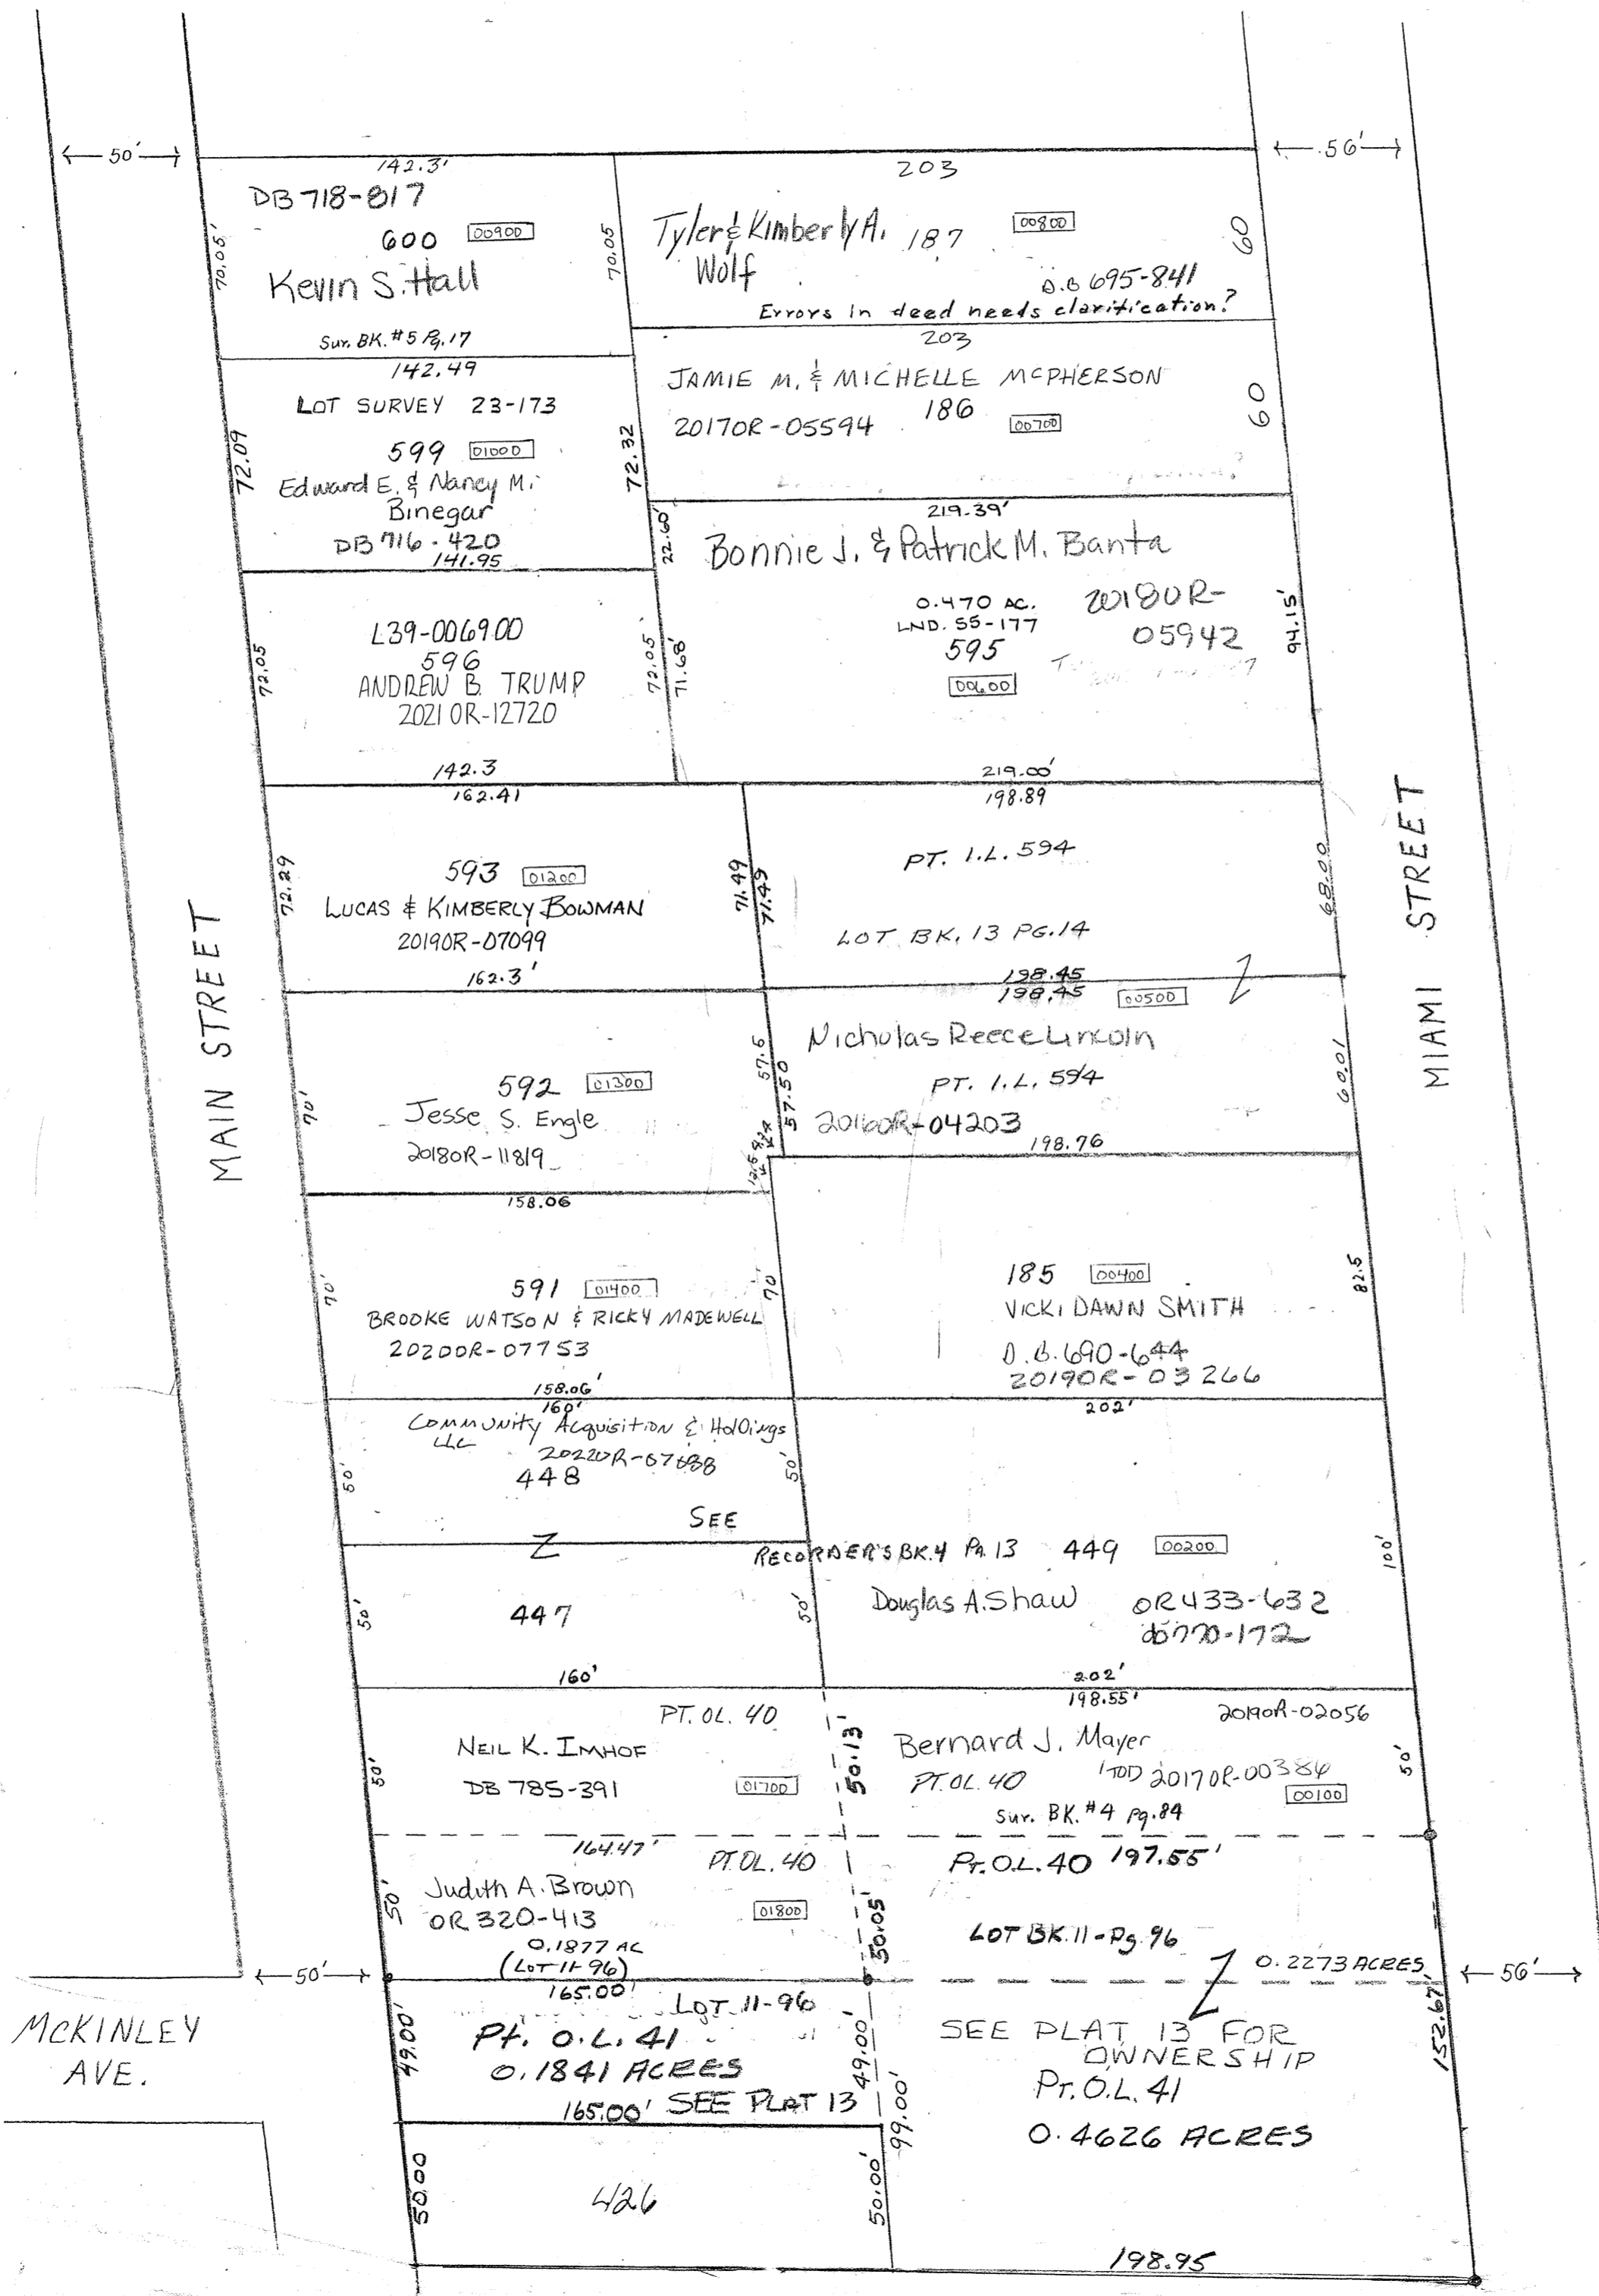 50'
142.3'
203
56'
DB 718-817
600 00900
Kevin S. Hall
70.05'
70.05
Sur. BK. #5 Pg. 17
Tyler & Kimberly A. 187 00800
Wolf
D.B 695-841
60
Errors in deed needs clarification?
142.49
LOT SURVEY 23-173
599 01000
Edward E. & Nancy M.
Binegar
DB 716-420
141.95
72.09
72.32
203
JAMIE M. & MICHELLE MCPHERSON
20170R-05594 186 00700
60
219.39'
22.60'
Bonnie J. & Patrick M. Banta
0.470 AC. 20180R-
LND. 55-177 05942
595
00600
94.15'
L39-006900
596
ANDREW B. TRUMP
20210R-12720
72.05
72.05'
71.68'
142.3
219.00'
162.41
198.89
593 01200
LUCAS & KIMBERLY BOWMAN
20190R-07099
72.29
71.49
71.49
162.3'
PT. I.L. 594
LOT BK. 13 PG. 14
68.00
198.45
198.45 00500
MAIN STREET
MIAMI STREET
592 01300
Jesse S. Engle
20180R-11819
70'
57.5
57.50
12.5
Nicholas Reece Lincoln
PT. I.L. 594
20160R-04203
60.01
198.76
158.06
591 01400
BROOKE WATSON & RICKY MADEWELL
20200R-07753
70'
70'
158.06'
185 00400
VICKI DAWN SMITH
D.B. 690-644
20190R-03266
82.5
160'
202'
Community Acquisition & Holdings
LLC
448
50'
50'
SEE
RECORDER'S BK. 4 PG. 13 449 00200
447
50'
50'
160'
Douglas A. Shaw OR 433-632
100'
202'
198.55'
PT. OL. 40
NEIL K. IMHOF
DB 785-391 01700
50'
50.13'
20190R-02056
Bernard J. Mayer
PT. OL. 40 TOD 20170R-00386
00100
Sur. BK. #4 Pg. 84
50'
164.47'
PT. OL. 40
Judith A. Brown
OR 320-413 01800
0.1877 AC
(LOT 11-96)
50'
50.05'
PT. O.L. 40 197.55'
LOT BK. 11-Pg. 96
0.2273 ACRES
50'
56'
165.00'
LOT 11-96
Pt. O.L. 41
0.1841 ACRES
165.00' SEE PLAT 13
49.00'
49.00'
99.00'
McKINLEY
AVE.
SEE PLAT 13 FOR
OWNERSHIP
PT. O.L. 41
0.4626 ACRES
152.67'
50.00
426
50.00'
198.95